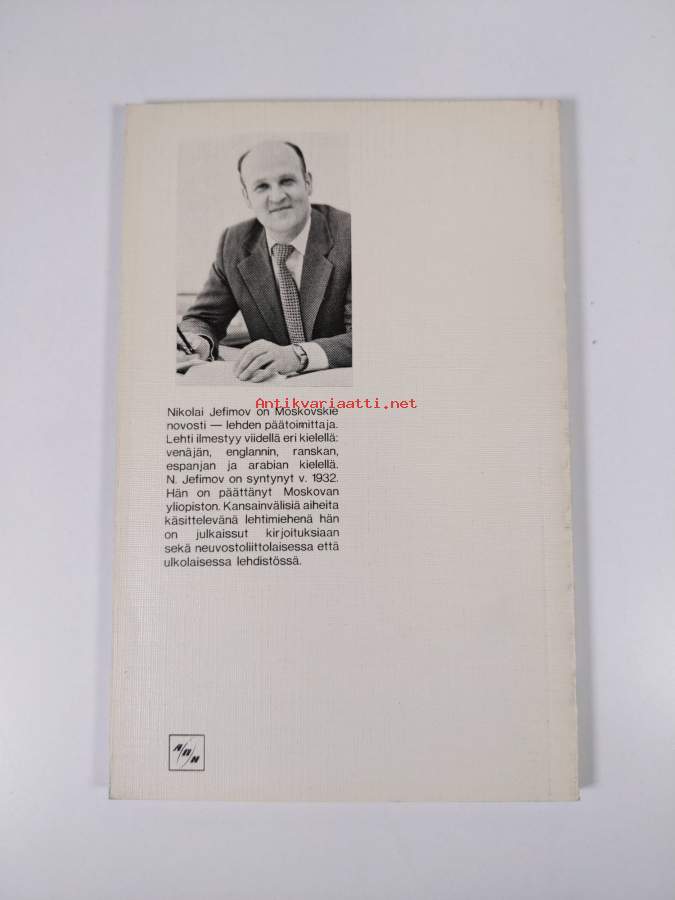 Antikvariaatti.net
Nikolai Jefimov on Moskovskie
novosti — lehden päätoimittaja.
Lehti ilmestyy viidellä eri kielellä:
venäjän, englannin, ranskan,
espanjan ja arabian kielellä.
N. Jefimov on syntynyt v. 1932.
Hän on päättänyt Moskovan
yliopiston. Kansainvälisiä aiheita
käsittelevänä lehtimiehenä hän
on julkaissut kirjoituksiaan
sekä neuvostoliittolaisessa että
ulkolaisessa lehdistössä.
АПН